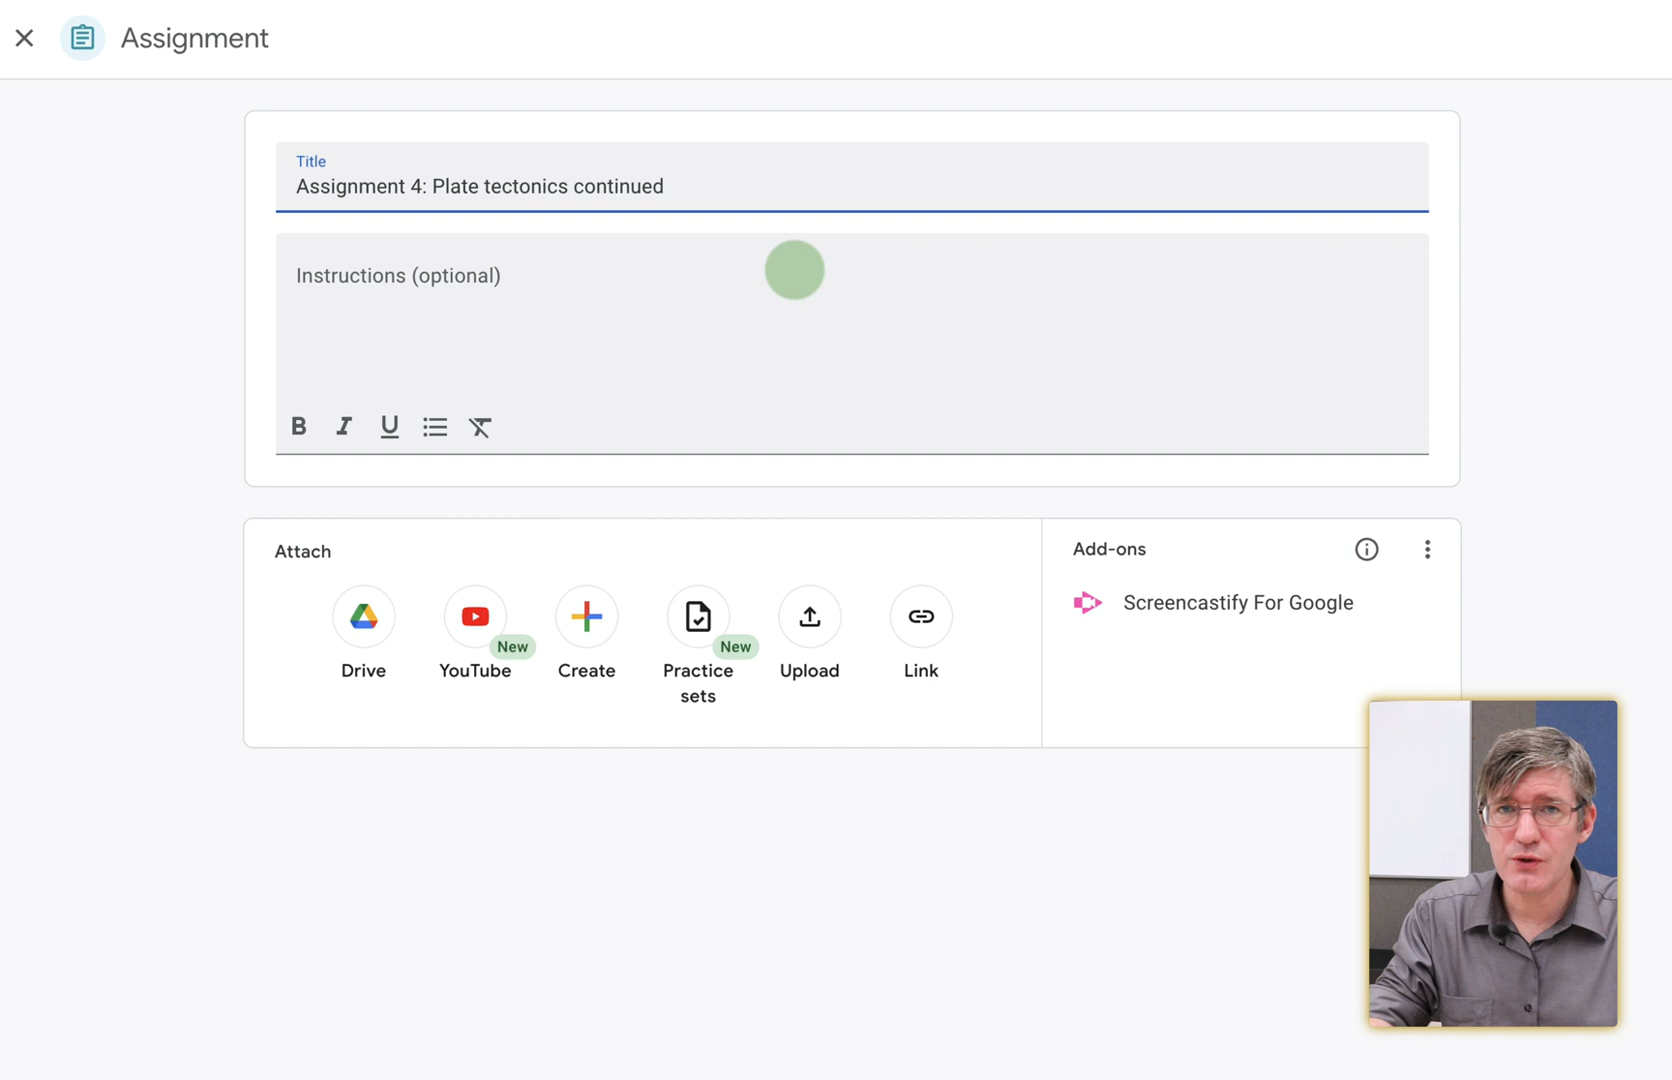 Assignment
Title
Assignment 4: Plate tectonics continued
Instructions (optional)
B I U
Attach
Add-ons
Screencastify For Google
New
New
Drive
YouTube
Create
Practice
sets
Upload
Link